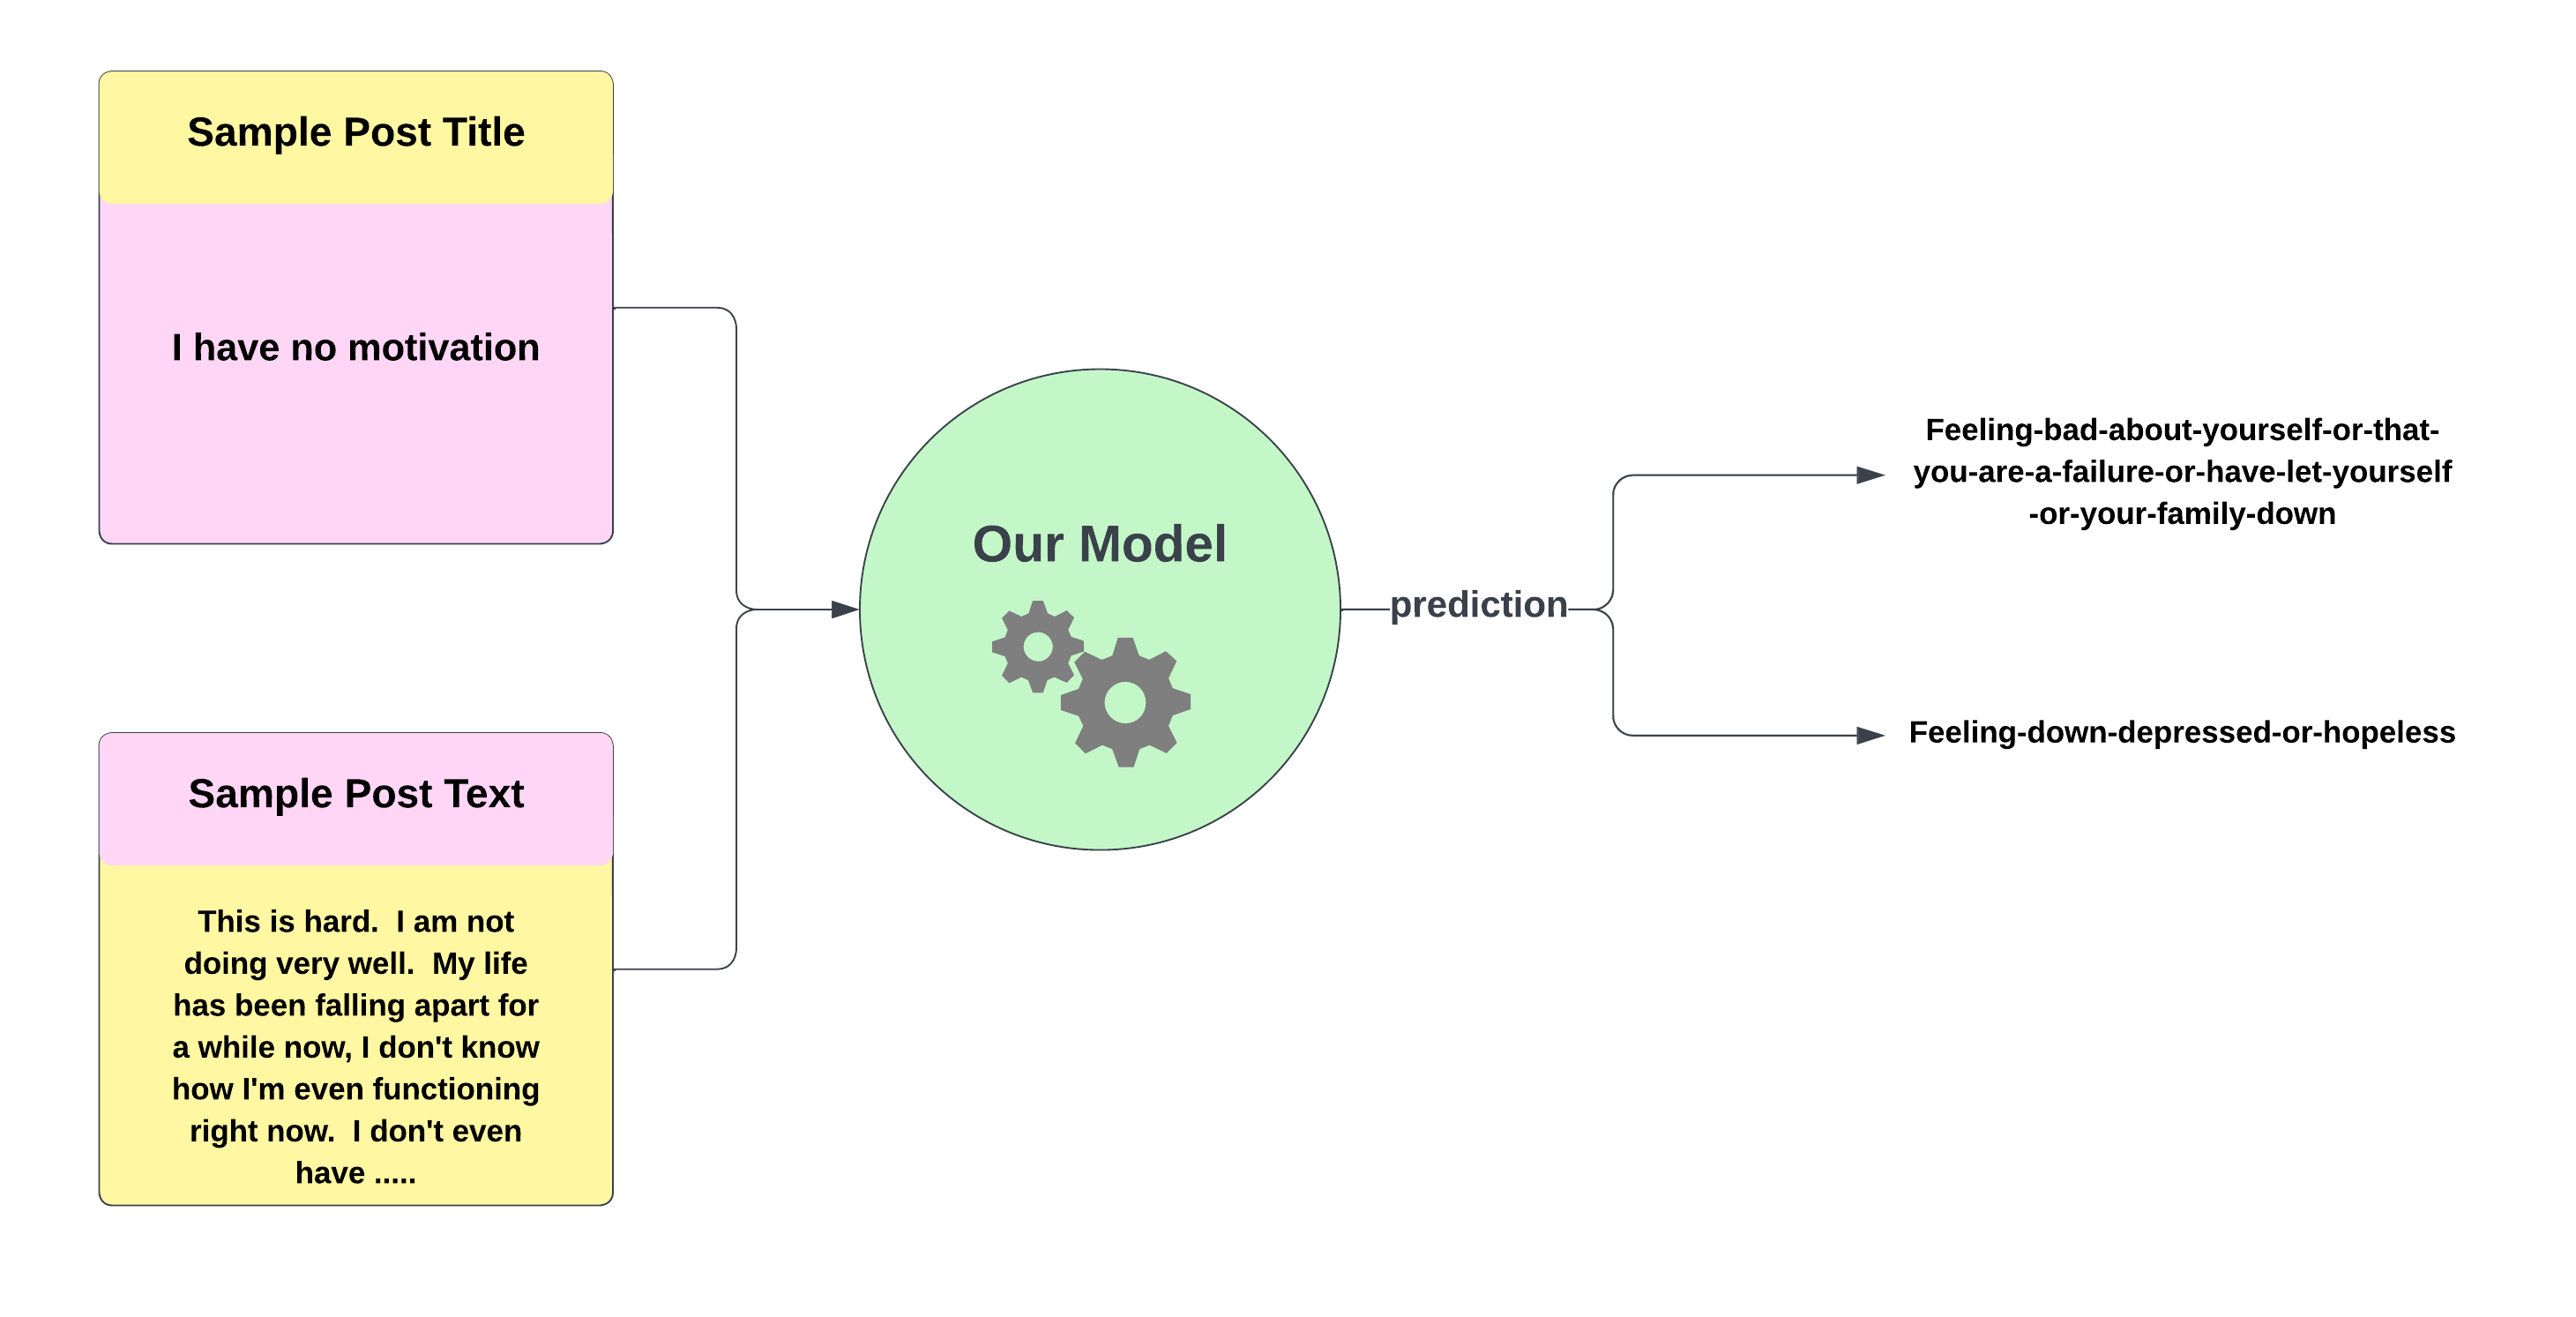 Sample Post Title
I have no motivation
Sample Post Text
This is hard.  I am not
doing very well.  My life
has been falling apart for
a while now, I don't know
how I'm even functioning
right now.  I don't even
have .....
Our Model
prediction
Feeling-bad-about-yourself-or-that-
you-are-a-failure-or-have-let-yourself
-or-your-family-down
Feeling-down-depressed-or-hopeless